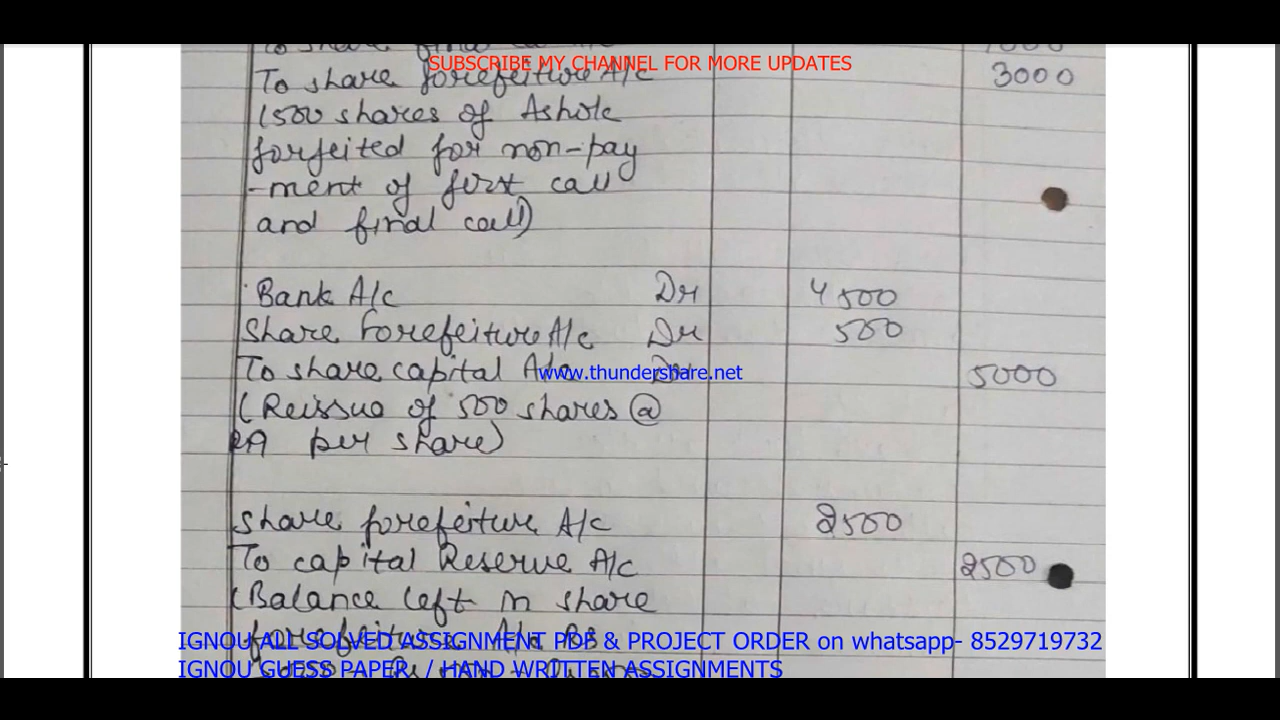 SUBSCRIBE MY CHANNEL FOR MORE UPDATES
To share forefeiture A/c 3000
(500 shares of Ashok
forfeited for non-pay
-ment of first call
and final call)
Bank A/c Dr 4500
Share Forefeiture A/c Dr 500
To share capital 5000
www.thundershare.net
(Reissue of 500 shares @
per share)
Share forefeiture A/c 2500
To capital Reserve A/c 2500
(Balance left in share
IGNOU ALL SOLVED ASSIGNMENT PDF & PROJECT ORDER on whatsapp- 8529719732
IGNOU GUESS PAPER / HAND WRITTEN ASSIGNMENTS